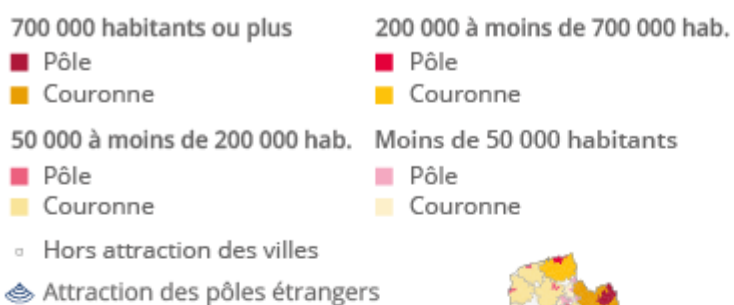 700 000 habitants ou plus
Pôle
Couronne
200 000 à moins de 700 000 hab.
Pôle
Couronne
50 000 à moins de 200 000 hab.
Pôle
Couronne
Moins de 50 000 habitants
Pôle
Couronne
Hors attraction des villes
Attraction des pôles étrangers